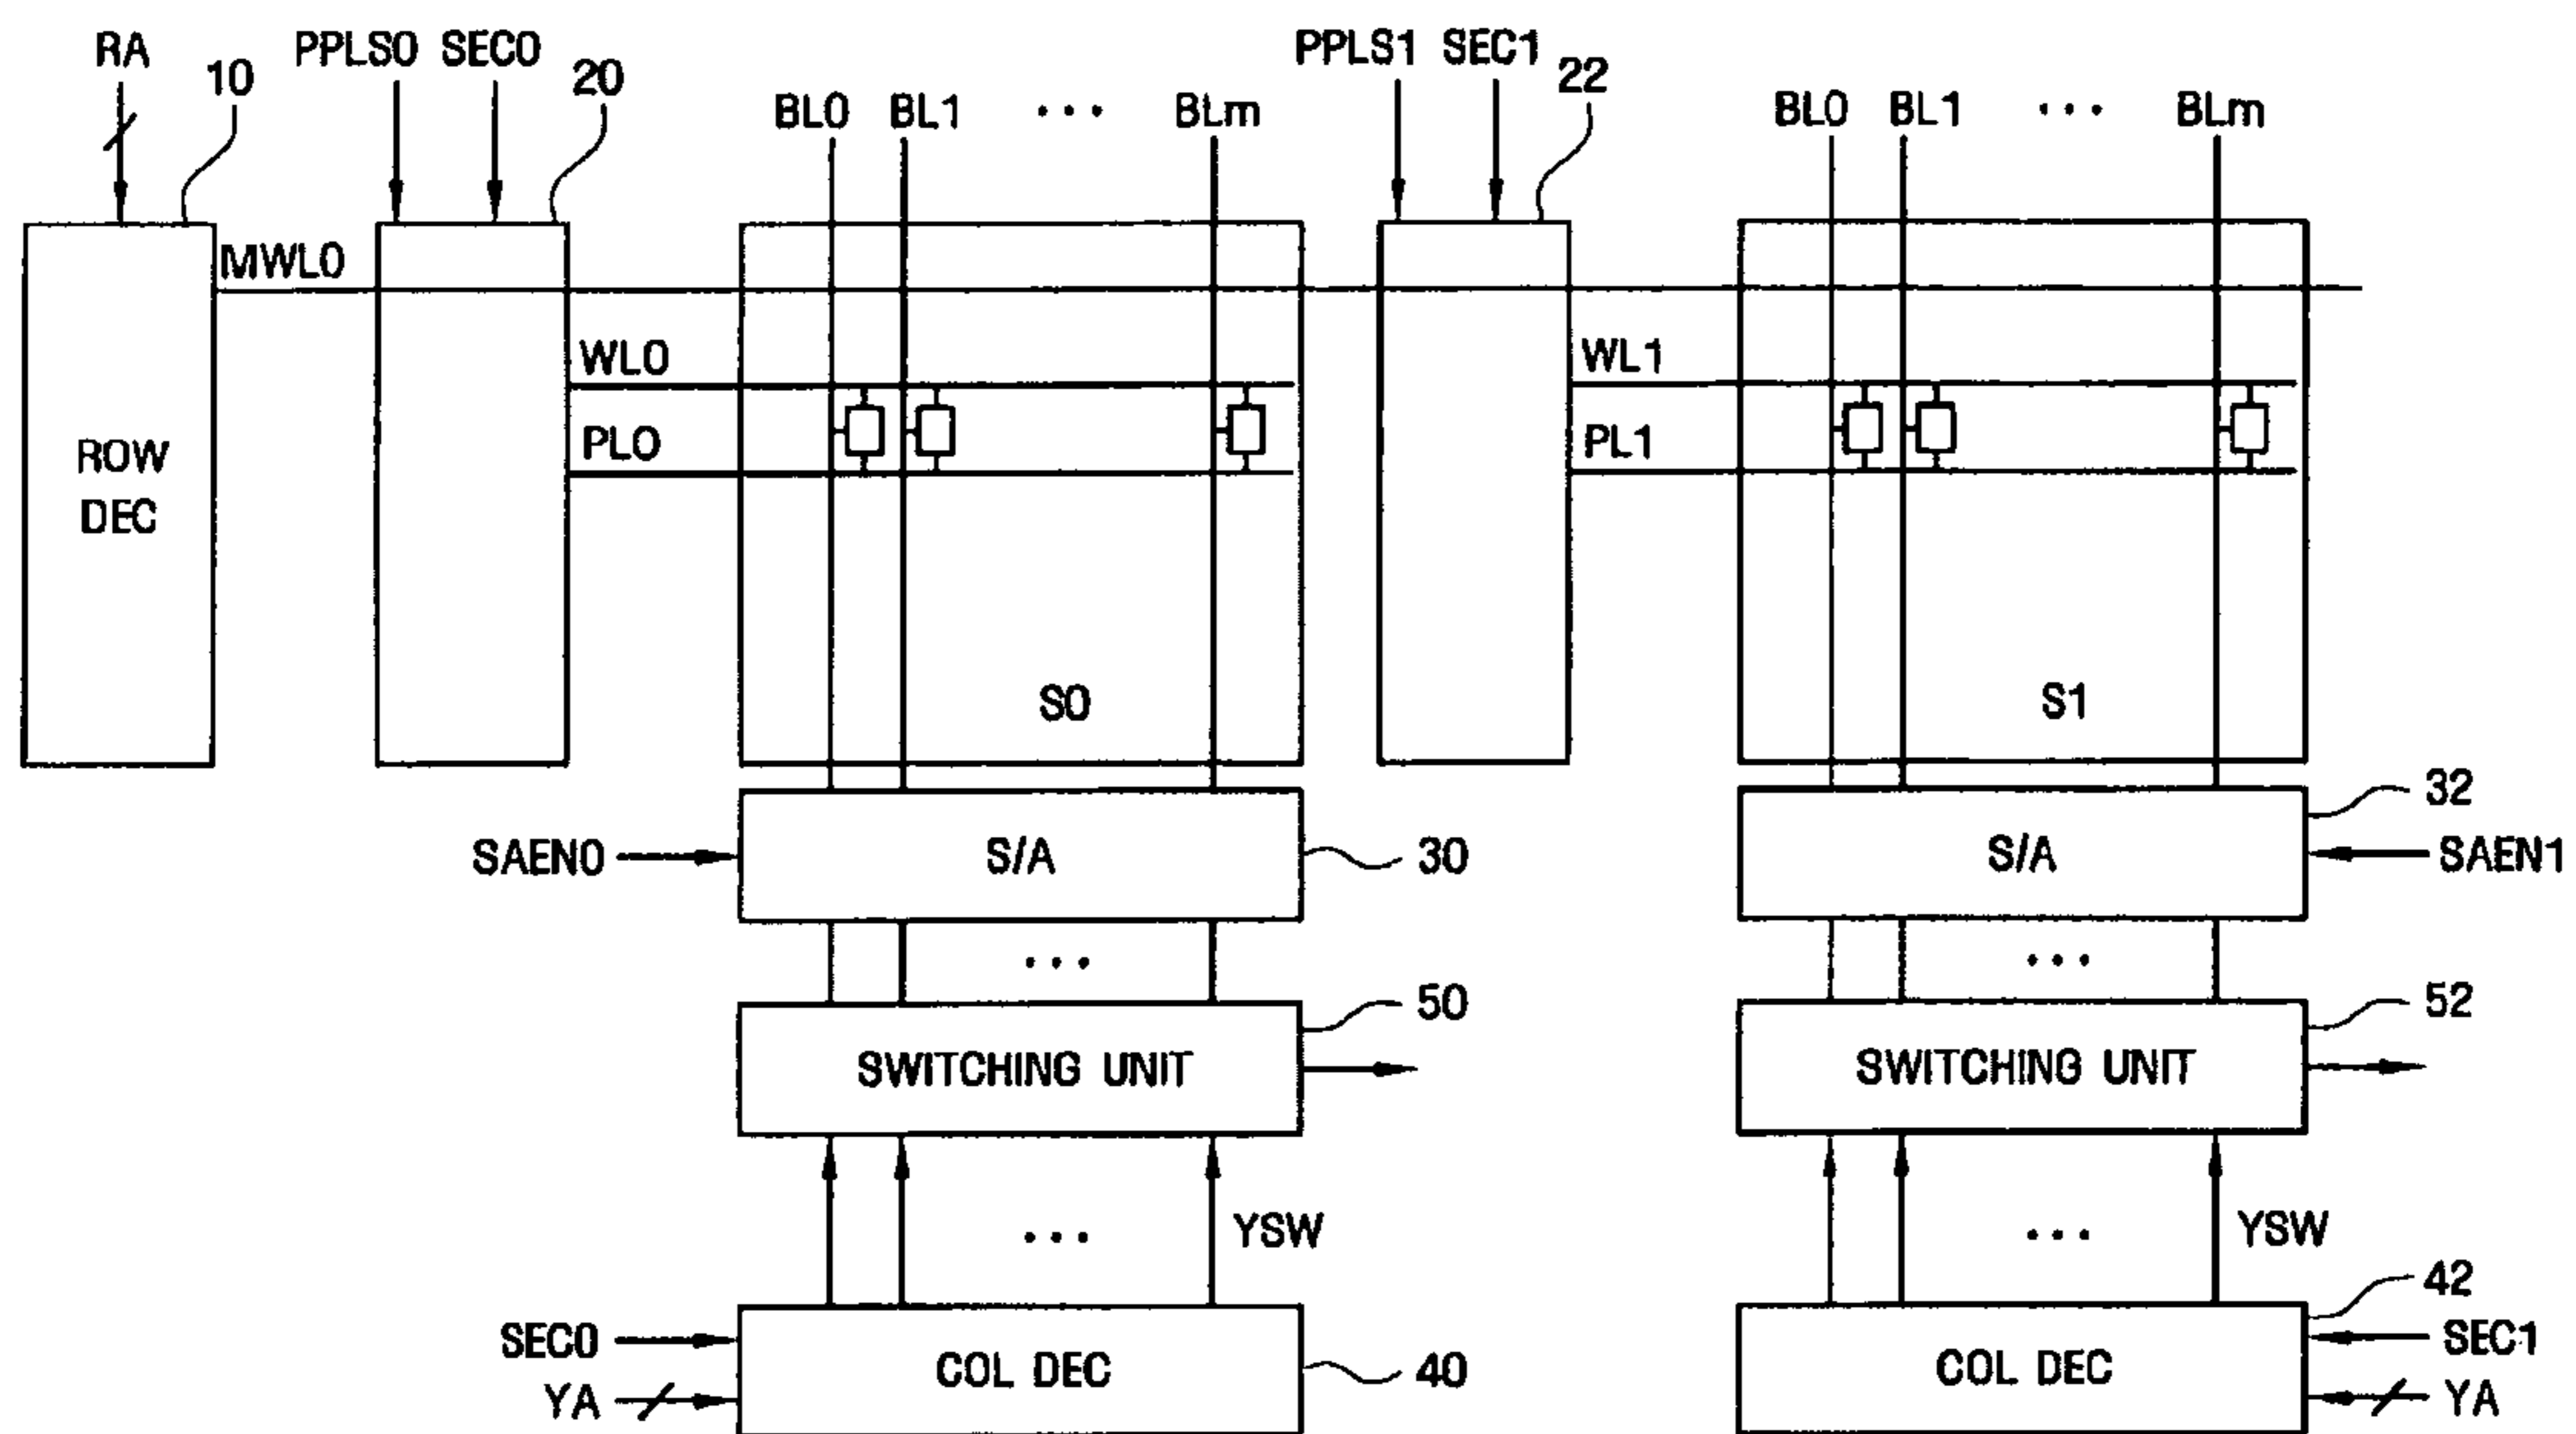 RA
PPLS0 SEC0
PPLS1 SEC1
10
20
22
BL0 BL1 ... BLm
BL0 BL1 ... BLm
MWL0
WL0
WL1
PL0
PL1
ROW
DEC
S0
S1
32
SAEN0
S/A
30
S/A
SAEN1
...
...
50
52
SWITCHING UNIT
SWITCHING UNIT
...
YSW
...
YSW
42
SEC0
COL DEC
40
COL DEC
SEC1
YA
YA